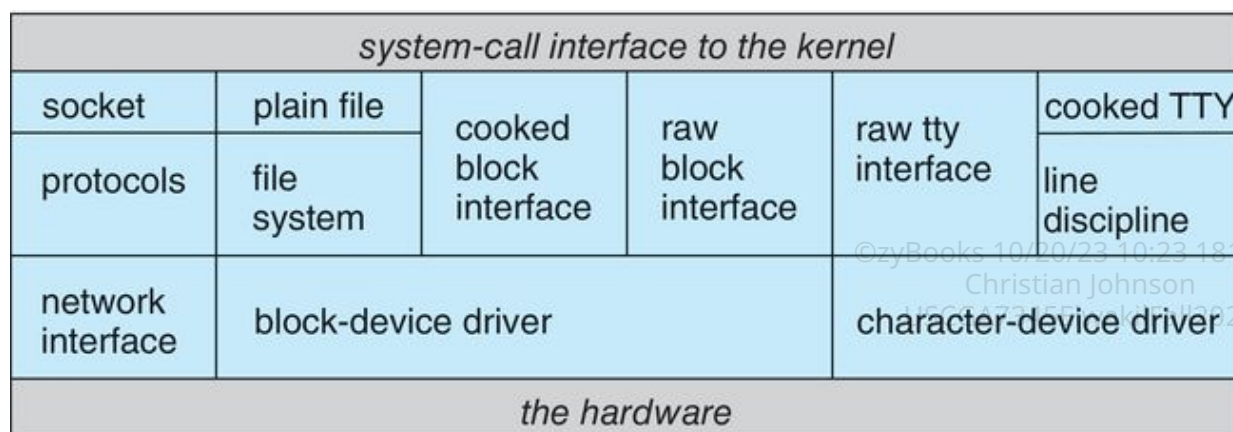 system-call interface to the kernel
socket
plain file
cooked
block
interface
raw
block
interface
raw tty
interface
cooked TTY
protocols
file
system
line
discipline
©zyBooks 10/20/23 10:23 181
Christian Johnson
network
interface
block-device driver
character-device driver
the hardware